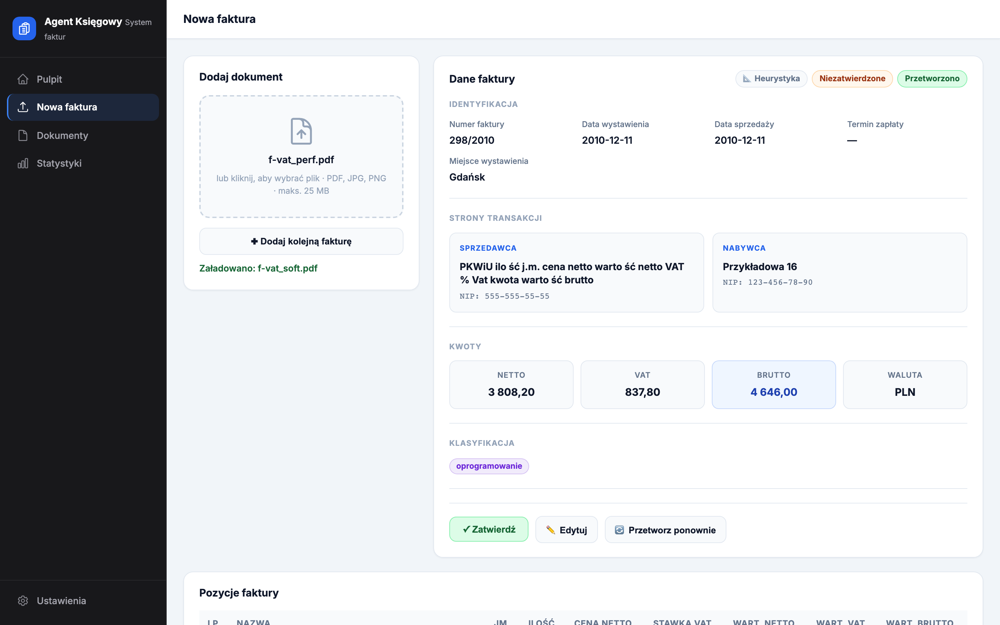 Agent Księgowy System
faktur
Pulpit
Nowa faktura
Dokumenty
Statystyki
Ustawienia
Nowa faktura
Dodaj dokument
f-vat_perf.pdf
lub kliknij, aby wybrać plik · PDF, JPG, PNG
· maks. 25 MB
✚ Dodaj kolejną fakturę
Załadowano: f-vat_soft.pdf
Dane faktury
📐 Heurystyka
Niezatwierdzone
Przetworzono
IDENTYFIKACJA
Numer faktury
298/2010
Data wystawienia
2010-12-11
Data sprzedaży
2010-12-11
Termin zapłaty
—
Miejsce wystawienia
Gdańsk
STRONY TRANSAKCJI
SPRZEDAWCA
PKWiU ilo ść j.m. cena netto warto ść netto VAT
% Vat kwota warto ść brutto
NIP: 555-555-55-55
NABYWCA
Przykładowa 16
NIP: 123-456-78-90
KWOTY
NETTO
3 808,20
VAT
837,80
BRUTTO
4 646,00
WALUTA
PLN
KLASYFIKACJA
oprogramowanie
✓ Zatwierdź
✏️ Edytuj
🔄 Przetworz ponownie
Pozycje faktury
LP NAZWA JM ILOŚĆ CENA NETTO STAWKA VAT WART. NETTO WART. VAT WART. BRUTTO